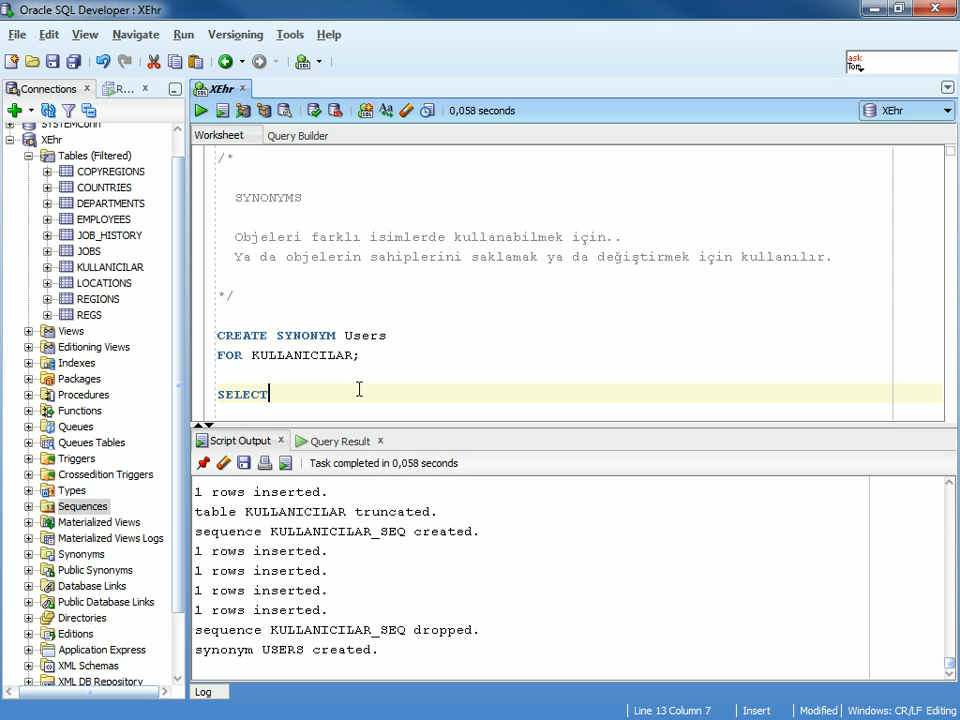 Oracle SQL Developer : XEhr
File Edit View Navigate Run Versioning Tools Help
ask
Tom
Connections
R...
XEhr
0,058 seconds
XEhr
Worksheet
Query Builder
SYSTEMConn
XEhr
Tables (Filtered)
COPYREGIONS
COUNTRIES
DEPARTMENTS
EMPLOYEES
JOB_HISTORY
JOBS
KULLANICILAR
LOCATIONS
REGIONS
REGS
Views
Editioning Views
Indexes
Packages
Procedures
Functions
Queues
Queues Tables
Triggers
Crossedition Triggers
Types
Sequences
Materialized Views
Materialized Views Logs
Synonyms
Public Synonyms
Database Links
Public Database Links
Directories
Editions
Application Express
XML Schemas
XML DB Repository
/*
SYNONYMS
Objeleri farklı isimlerde kullanabilmek için..
Ya da objelerin sahiplerini saklamak ya da değiştirmek için kullanılır.
*/
CREATE SYNONYM Users
FOR KULLANICILAR;
SELECT
Script Output
Query Result
Task completed in 0,058 seconds
1 rows inserted.
table KULLANICILAR truncated.
sequence KULLANICILAR_SEQ created.
1 rows inserted.
1 rows inserted.
1 rows inserted.
1 rows inserted.
sequence KULLANICILAR_SEQ dropped.
synonym USERS created.
Log
Line 13 Column 7
Insert
Modified
Windows: CR/LF Editing